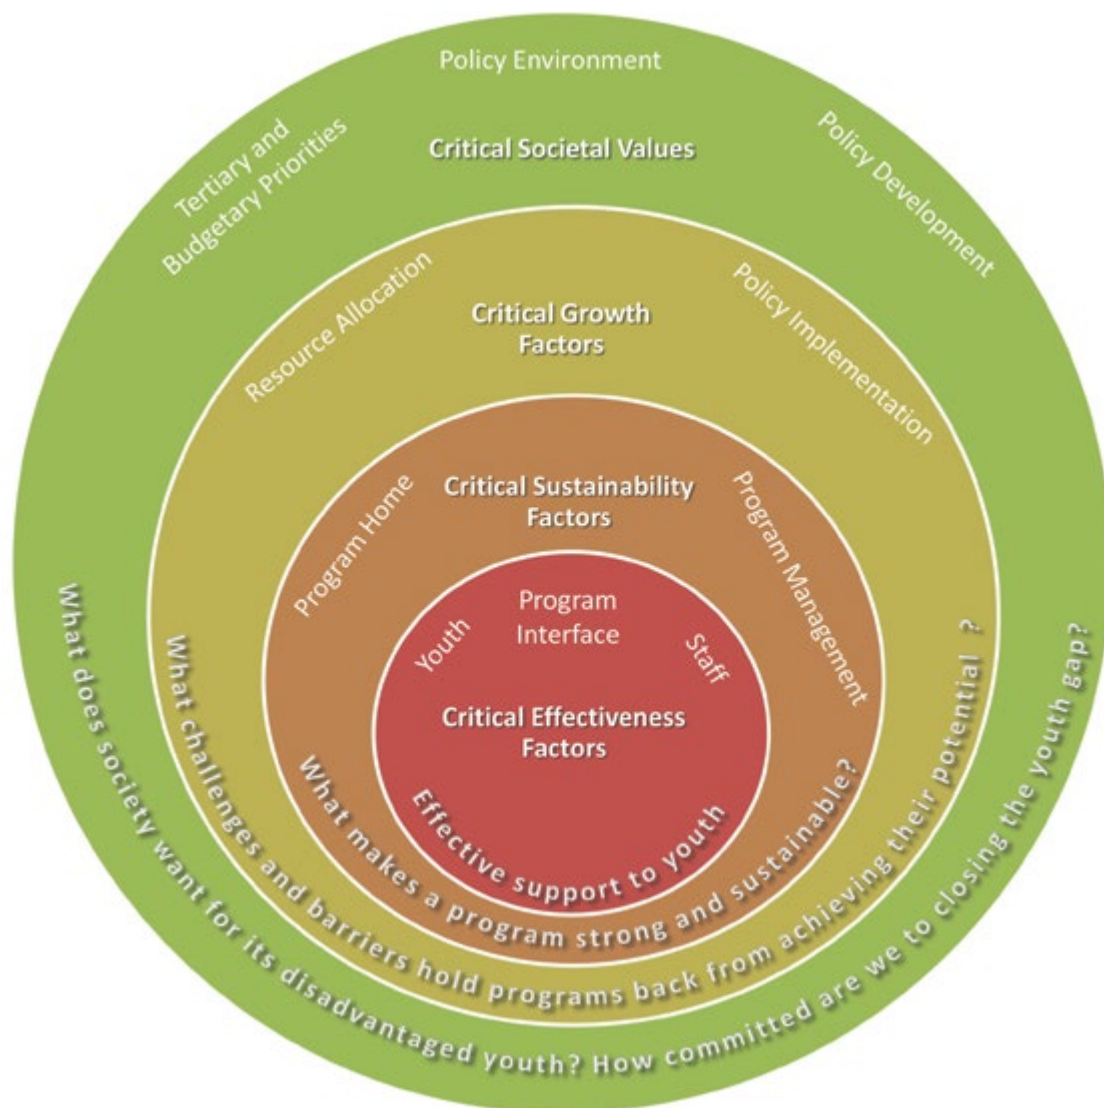 Policy Environment
Tertiary and
Budgetary Priorities
Critical Societal Values
Policy Development
Resource Allocation
Critical Growth
Factors
Policy Implementation
Program Home
Critical Sustainability
Factors
Program Management
Youth
Program
Interface
Staff
Critical Effectiveness
Factors
Effective support to youth
What makes a program strong and sustainable?
What challenges and barriers hold programs back from achieving their potential ?
What does society want for its disadvantaged youth? How committed are we to closing the youth gap?